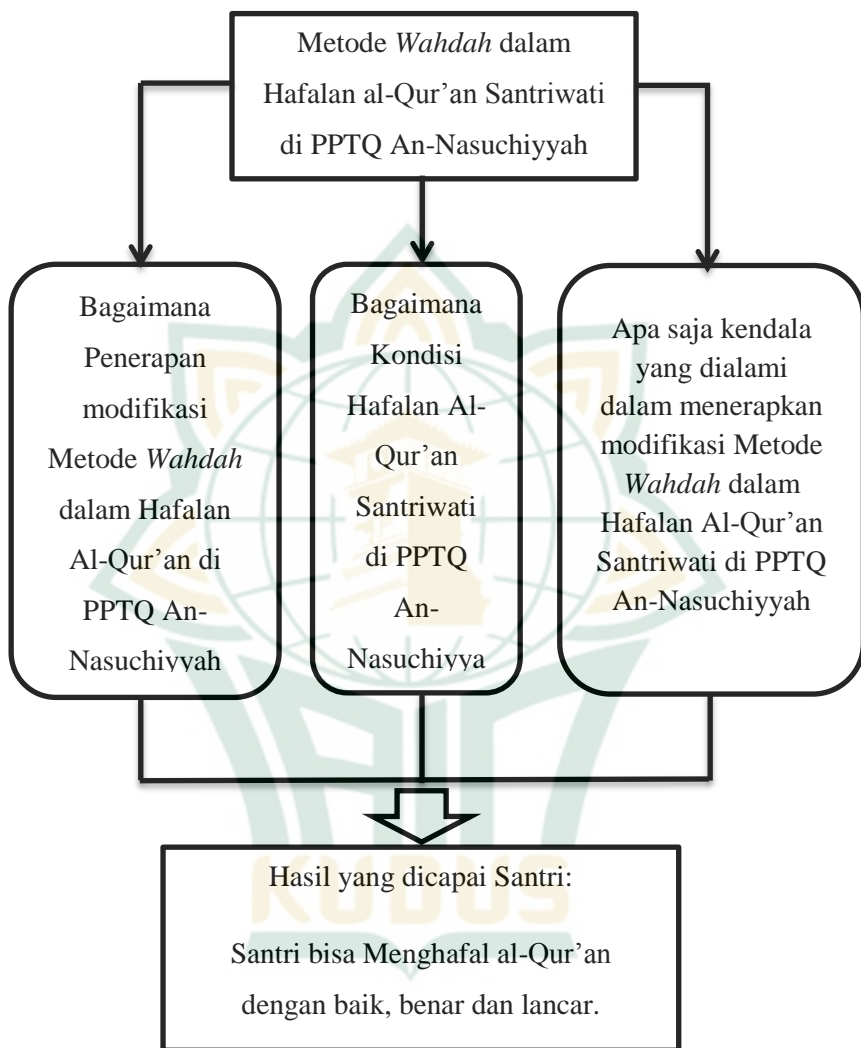 Metode Wahdah dalam
Hafalan al-Qur’an Santriwati
di PPTQ An-Nasuchiyyah
Bagaimana
Penerapan
modifikasi
Metode Wahdah
dalam Hafalan
Al-Qur’an di
PPTQ An-
Nasuchiyyah
Bagaimana
Kondisi
Hafalan Al-
Qur’an
Santriwati
di PPTQ
An-
Nasuchiyya
Apa saja kendala
yang dialami
dalam menerapkan
modifikasi Metode
Wahdah dalam
Hafalan Al-Qur’an
Santriwati di PPTQ
An-Nasuchiyyah
Hasil yang dicapai Santri:
Santri bisa Menghafal al-Qur’an
dengan baik, benar dan lancar.
KUDUS